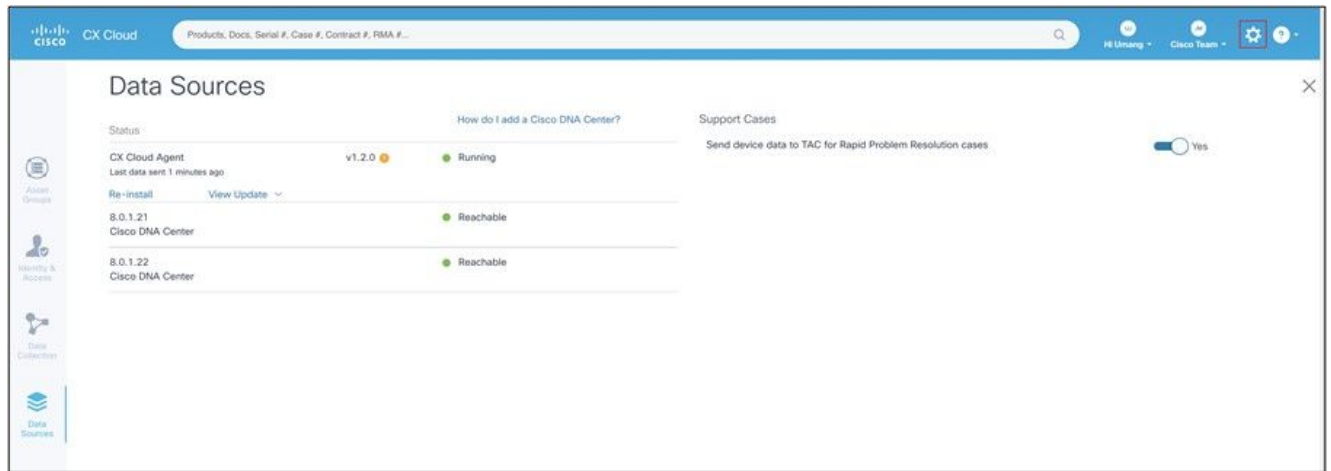 CISCO
CX Cloud
Products, Docs, Serial #, Case #, Contract #, RMA #...
Hi Umang
Cisco Team
?
Data Sources
Status
How do I add a Cisco DNA Center?
Support Cases
CX Cloud Agent
v1.2.0
Running
Last data sent 1 minutes ago
Send device data to TAC for Rapid Problem Resolution cases
Yes
Re-install
View Update
8.0.1.21
Reachable
Cisco DNA Center
8.0.1.22
Reachable
Cisco DNA Center
Asset
Groups
Identity &
Access
Data
Collection
Data
Sources